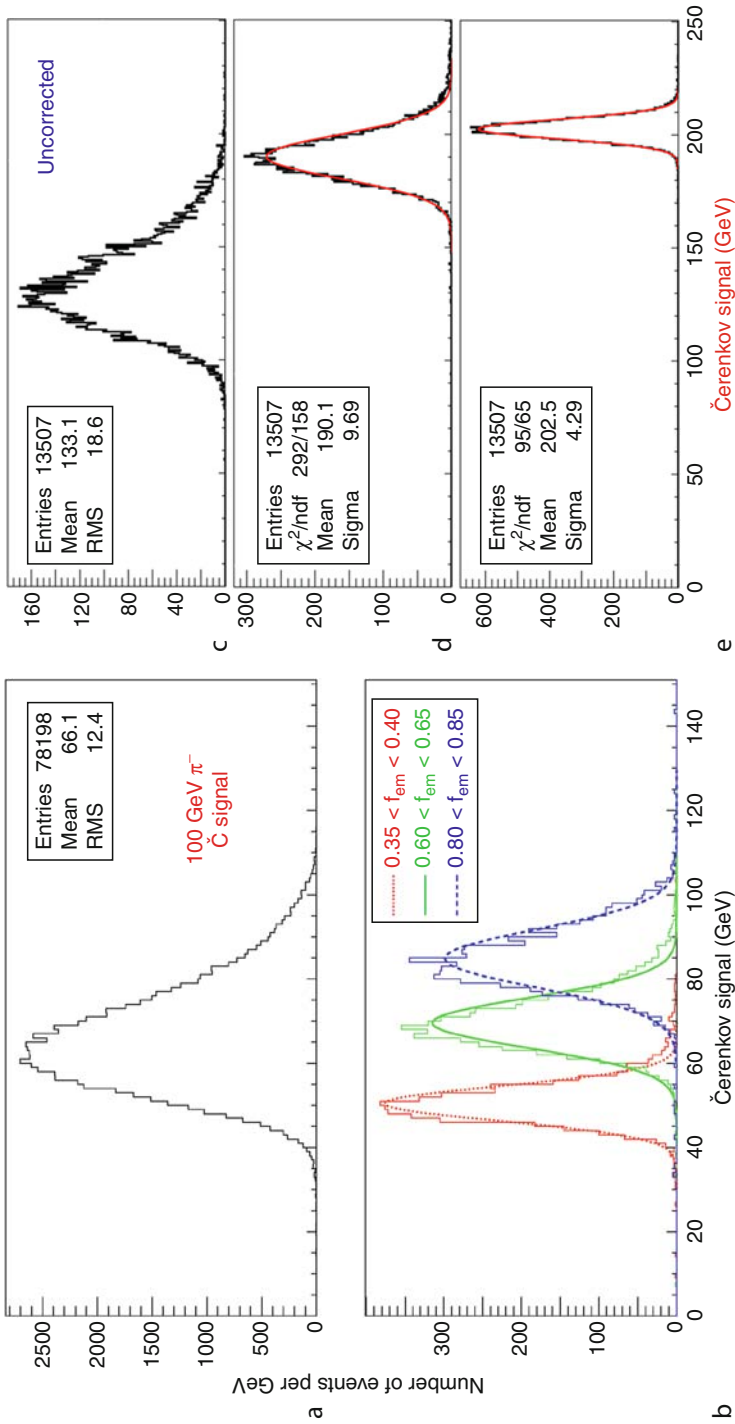 2500
2000
1500
1000
500
0
Number of events per GeV
Entries 78198
Mean 66.1
RMS 12.4
100 GeV π⁻
Č signal
a
300
200
100
0
0.35 < f_em < 0.40
0.60 < f_em < 0.65
0.80 < f_em < 0.85
0 20 40 60 80 100 120 140
Čerenkov signal (GeV)
b
160
120
80
40
0
Entries 13507
Mean 133.1
RMS 18.6
Uncorrected
c
300
200
100
0
Entries 13507
χ²/ndf 292/158
Mean 190.1
Sigma 9.69
d
600
400
200
0
Entries 13507
χ²/ndf 95/65
Mean 202.5
Sigma 4.29
0 50 100 150 200 250
Čerenkov signal (GeV)
e